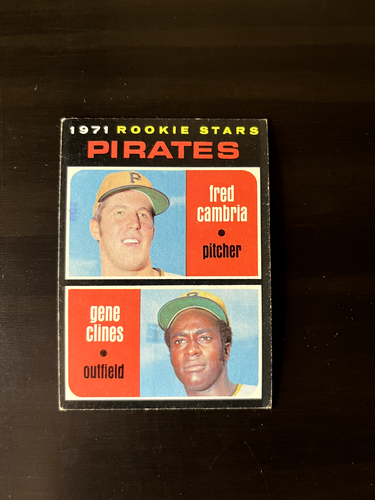 1971 ROOKIE STARS
PIRATES
P
fred
cambria
pitcher
gene
clines
outfield